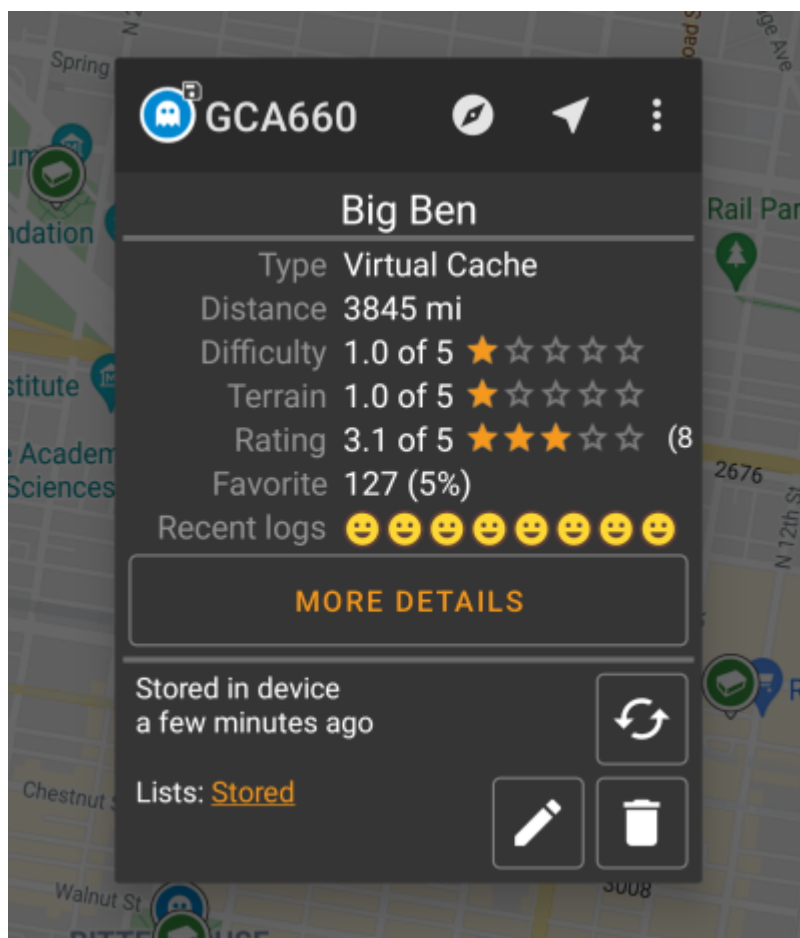 Spring
GCA660
Big Ben
Rail Par
ndation
Type Virtual Cache
Distance 3845 mi
Difficulty 1.0 of 5
Terrain 1.0 of 5
stitute
Rating 3.1 of 5 (8
Academ
Sciences
2676
Favorite 127 (5%)
Recent logs
N 12th St
MORE DETAILS
Stored in device
a few minutes ago
Chestnut
Lists: Stored
Walnut St
3008